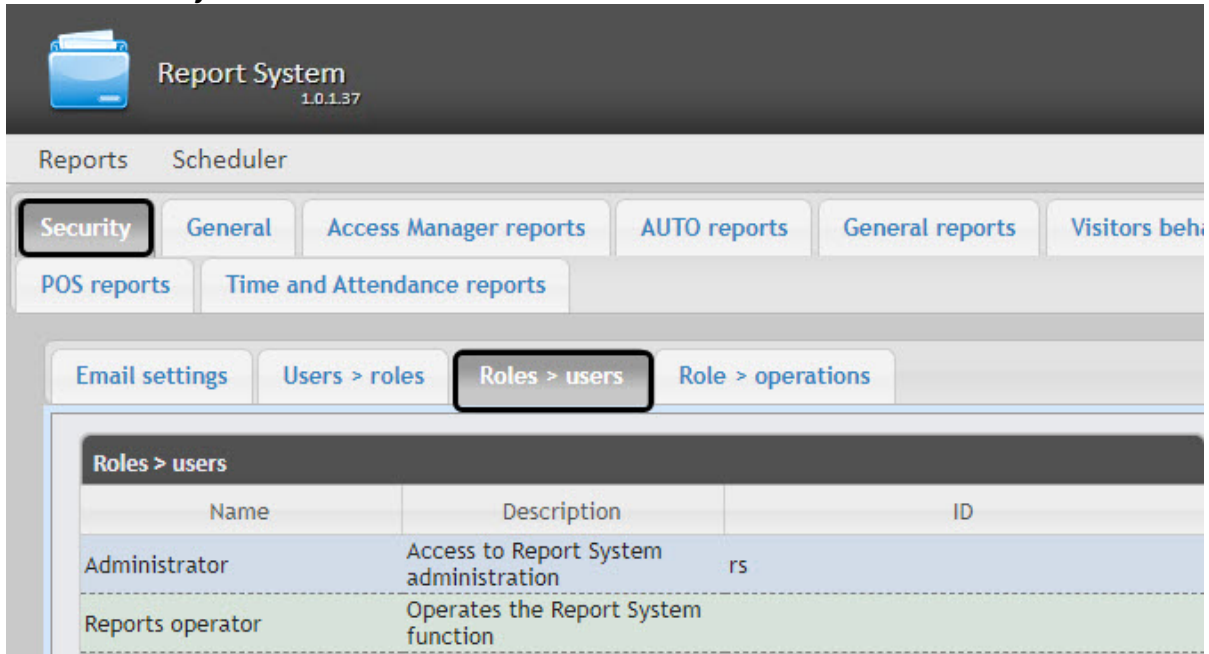 Report System
1.0.1.37
Reports Scheduler
Security General Access Manager reports AUTO reports General reports Visitors beh
POS reports Time and Attendance reports
Email settings Users > roles Roles > users Role > operations
Roles > users
Name Description ID
Administrator Access to Report System administration rs
Reports operator Operates the Report System function